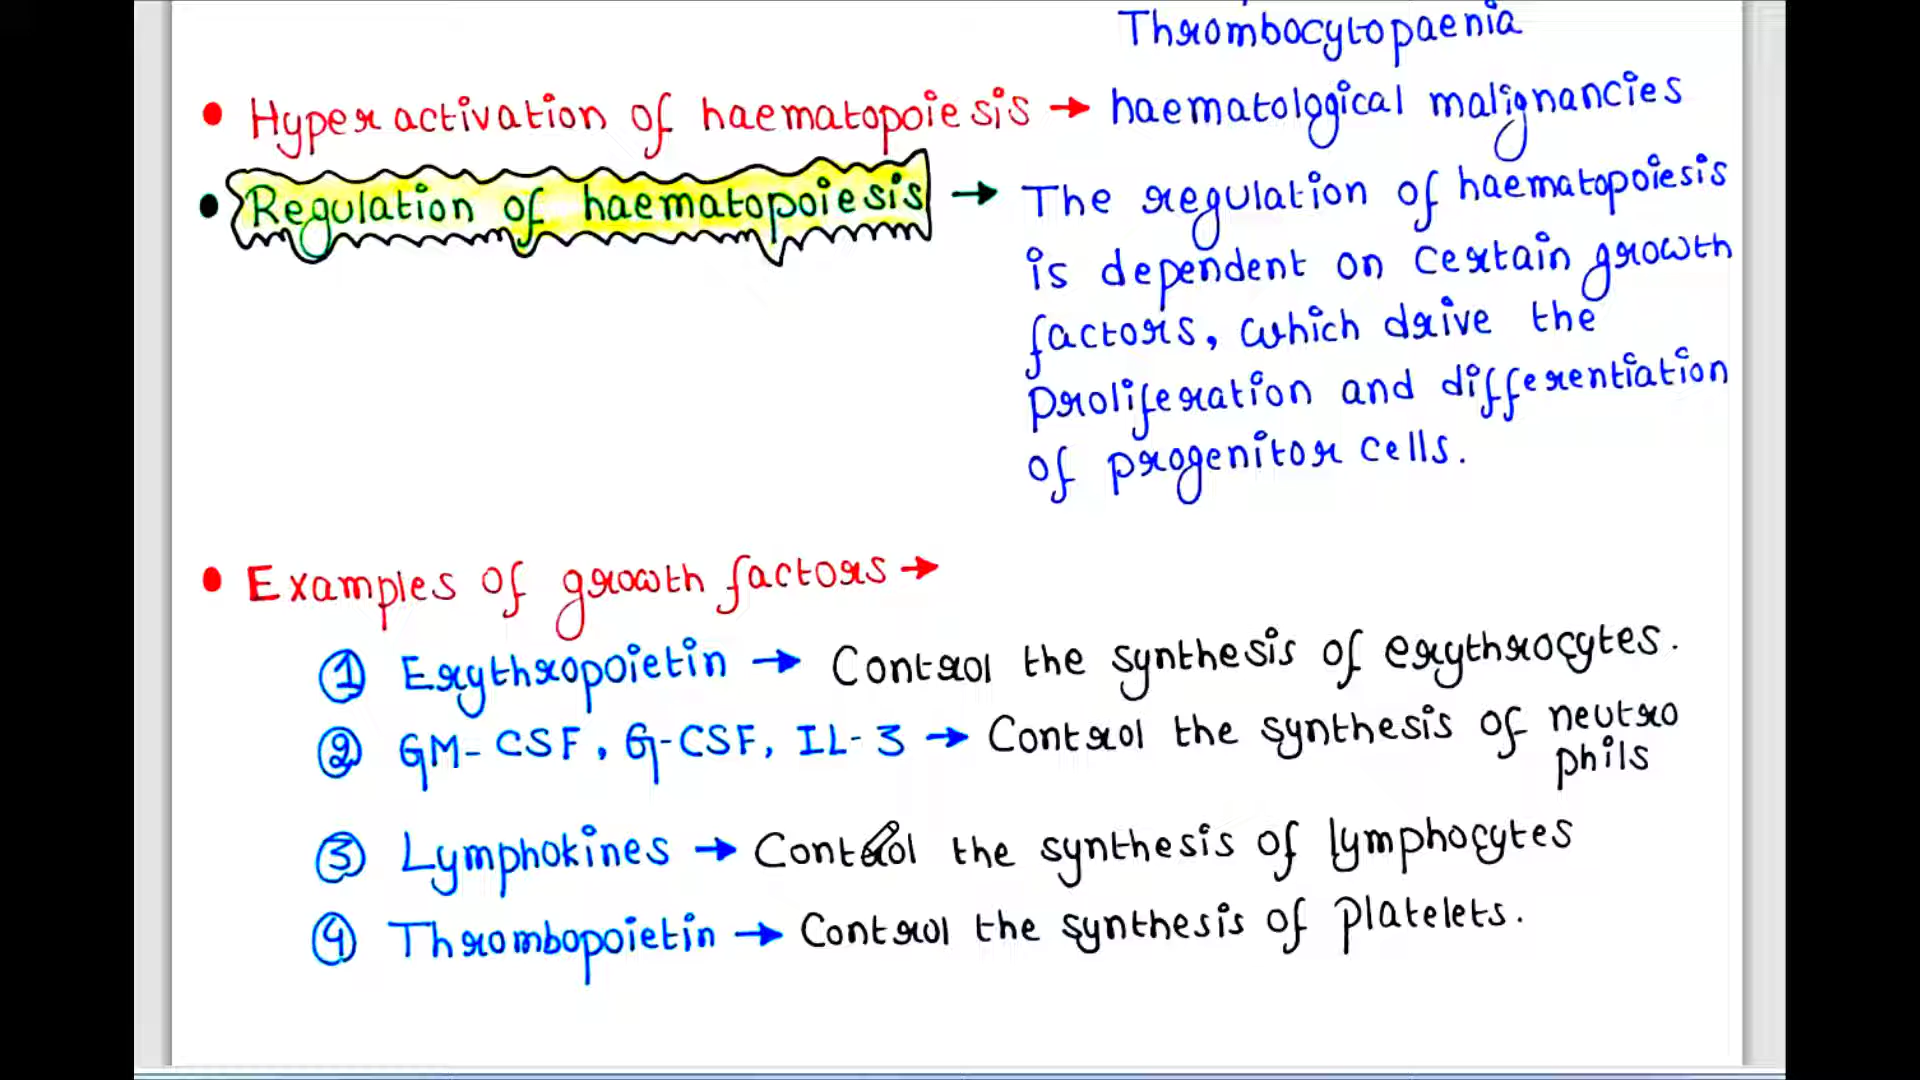 Thrombocytopaenia
• Hyperactivation of haematopoiesis → haematological malignancies
• Regulation of haematopoiesis → The regulation of haematopoiesis
is dependent on certain growth
factors, which drive the
proliferation and differentiation
of progenitor cells.
• Examples of growth factors →
① Erythropoietin → Control the synthesis of erythrocytes.
② GM-CSF, G-CSF, IL-3 → Control the synthesis of neutro
phils
③ Lymphokines → Control the synthesis of lymphocytes
④ Thrombopoietin → Control the synthesis of platelets.